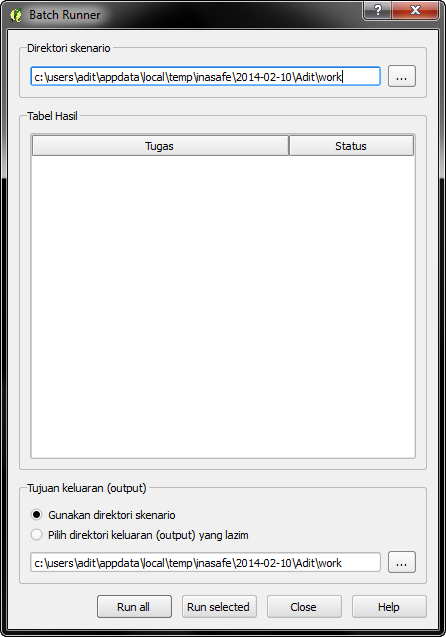 Batch Runner
Direktori skenario
c:\users\adit\appdata\local\temp\inasafe\2014-02-10\Adit\work
...
Tabel Hasil
Tugas Status
Tujuan keluaran (output)
Gunakan direktori skenario
Pilih direktori keluaran (output) yang lazim
c:\users\adit\appdata\local\temp\inasafe\2014-02-10\Adit\work
...
Run all Run selected Close Help